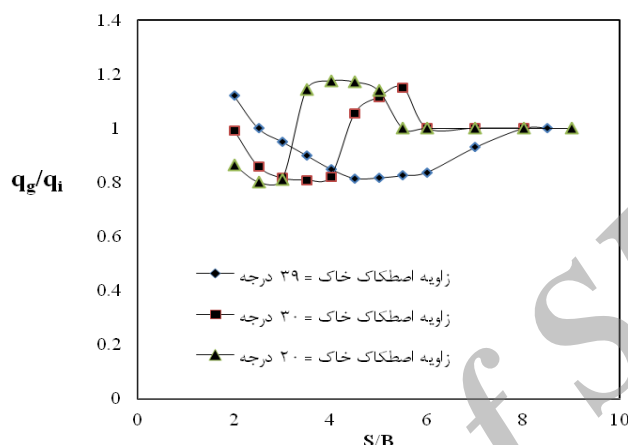 1.4
1.2
1
0.8
0.6
0.4
0.2
0
q_g/q_i
زاویه اصطکاک خاک = ۳۹ درجه
زاویه اصطکاک خاک = ۳۰ درجه
زاویه اصطکاک خاک = ۲۰ درجه
0 2 4 6 8 10
S/B